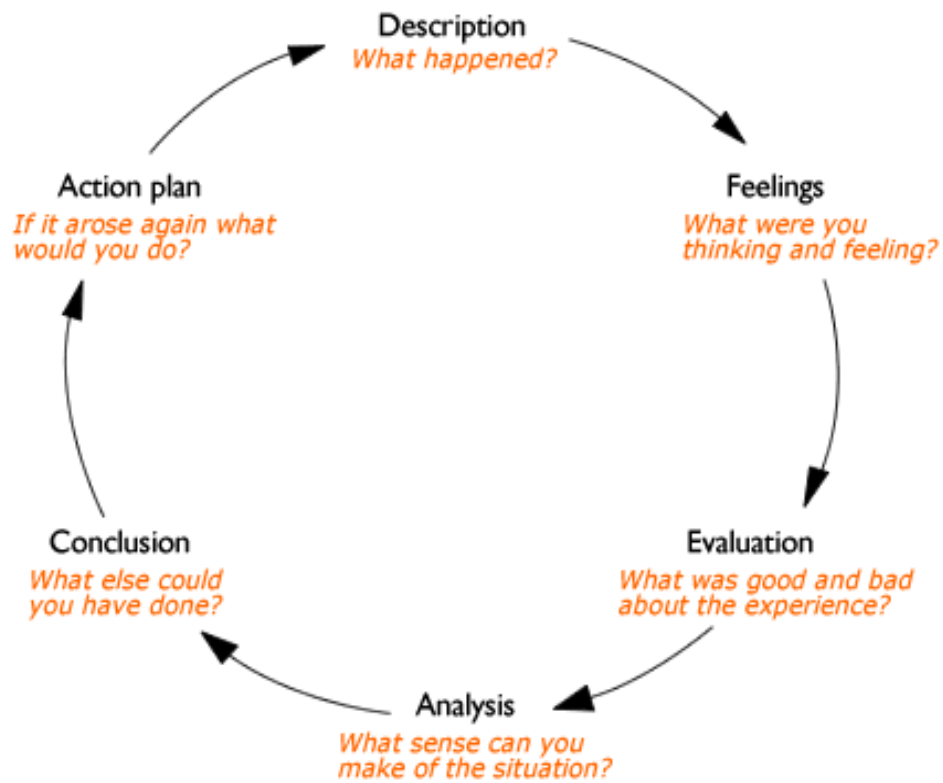 Description
What happened?
Feelings
What were you
thinking and feeling?
Evaluation
What was good and bad
about the experience?
Analysis
What sense can you
make of the situation?
Conclusion
What else could
you have done?
Action plan
If it arose again what
would you do?